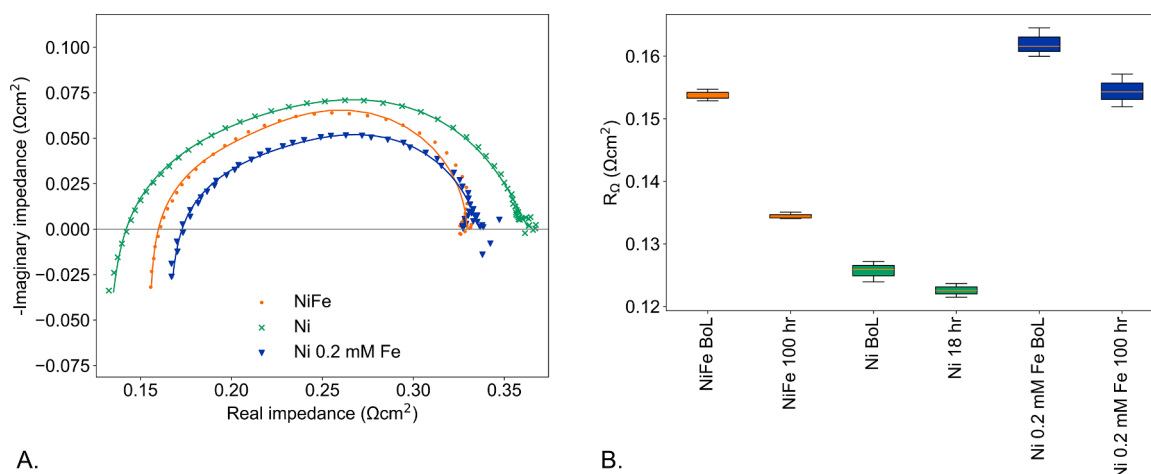 0.100
0.075
0.050
0.025
0.000
−0.025
−0.050
−0.075
-Imaginary impedance (Ωcm²)
NiFe
Ni
Ni 0.2 mM Fe
0.15
0.20
0.25
0.30
0.35
Real impedance (Ωcm²)
A.
0.16
0.15
0.14
0.13
0.12
R_Ω (Ωcm²)
NiFe BoL
NiFe 100 hr
Ni BoL
Ni 18 hr
Ni 0.2 mM Fe BoL
Ni 0.2 mM Fe 100 hr
B.